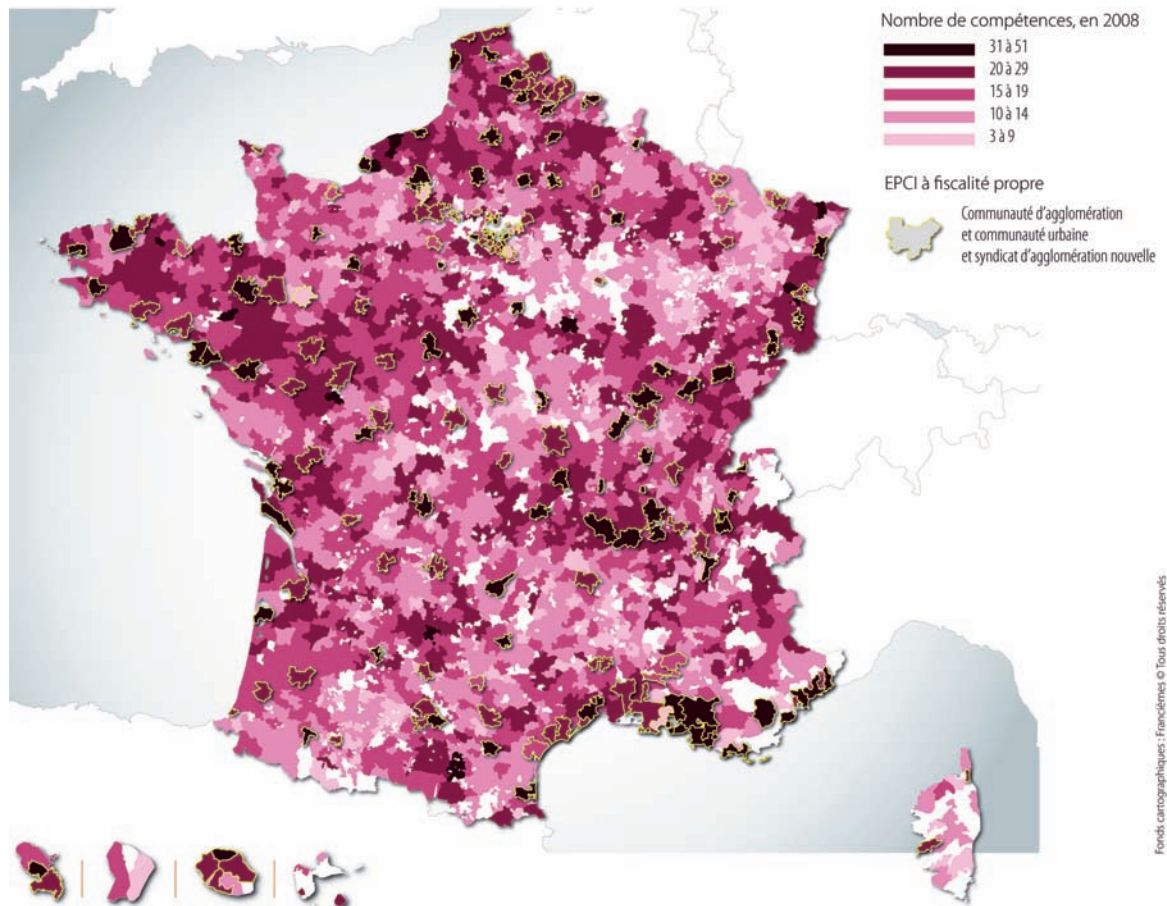 Nombre de compétences, en 2008
31 à 51
20 à 29
15 à 19
10 à 14
3 à 9
EPCI à fiscalité propre
Communauté d'agglomération
et communauté urbaine
et syndicat d'agglomération nouvelle
Fonds cartographiques : Francièmes © Tous droits réservés